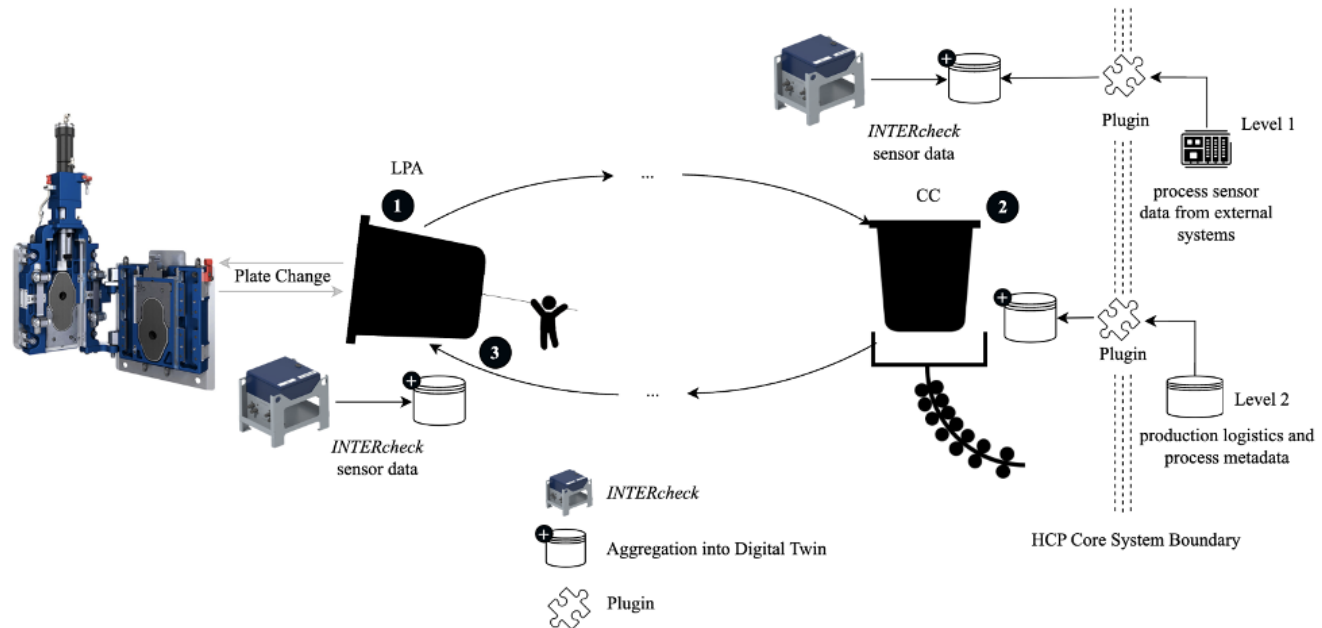 INTERcheck
sensor data
Plugin
Level 1
process sensor
data from external
systems
LPA
1
...
CC
2
Plate Change
3
...
INTERcheck
sensor data
Plugin
Level 2
production logistics and
process metadata
INTERcheck
Aggregation into Digital Twin
Plugin
HCP Core System Boundary